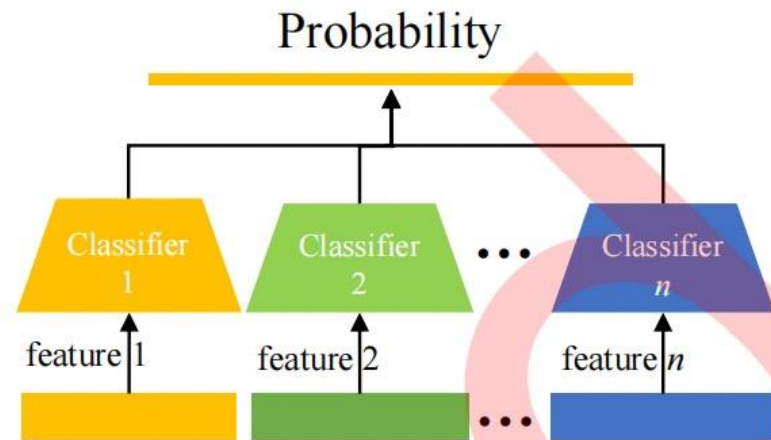 Probability
Classifier
1
Classifier
2
...
Classifier
n
feature 1
feature 2
feature n
...